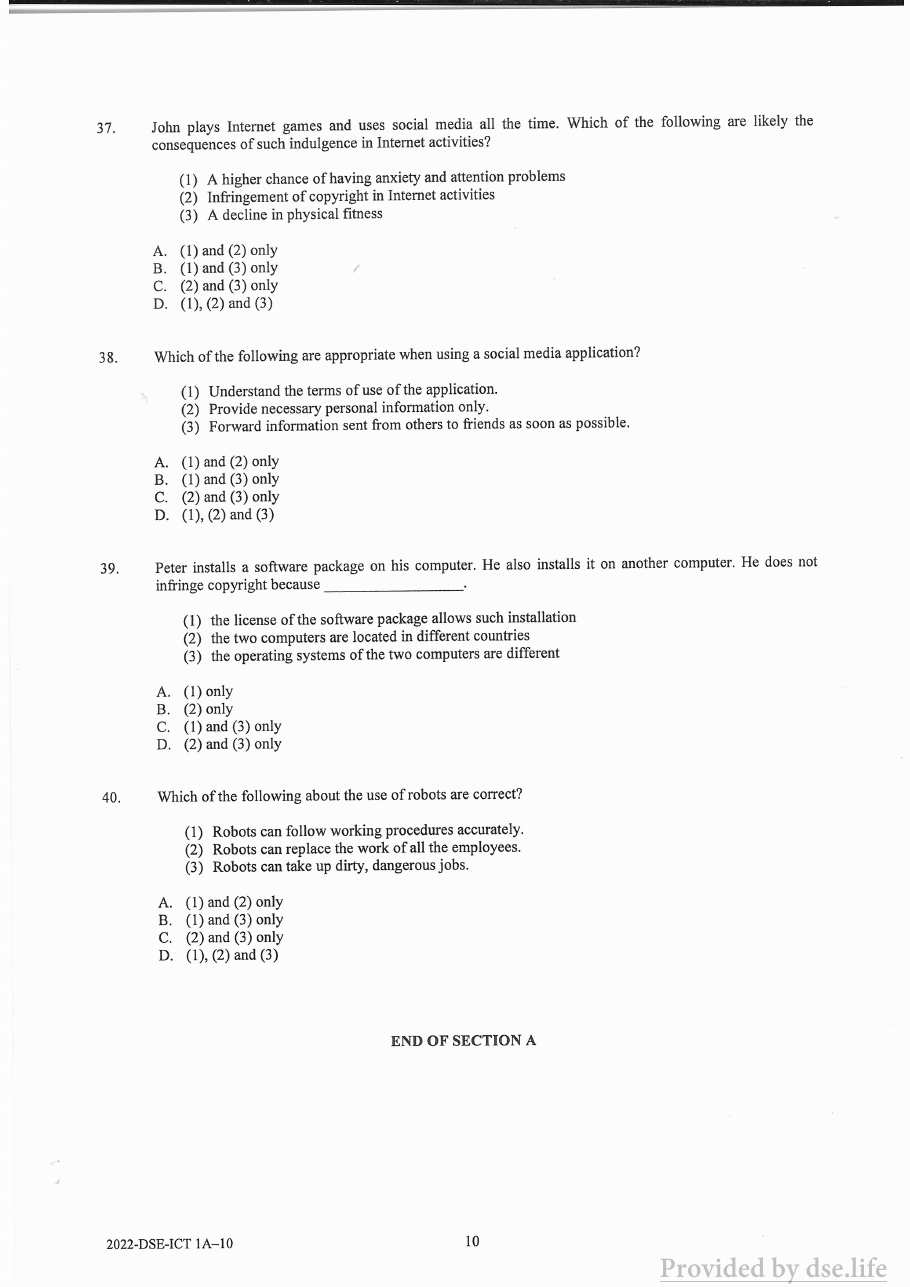 37. John plays Internet games and uses social media all the time. Which of the following are likely the
consequences of such indulgence in Internet activities?
(1) A higher chance of having anxiety and attention problems
(2) Infringement of copyright in Internet activities
(3) A decline in physical fitness
A. (1) and (2) only
B. (1) and (3) only
C. (2) and (3) only
D. (1), (2) and (3)
38. Which of the following are appropriate when using a social media application?
(1) Understand the terms of use of the application.
(2) Provide necessary personal information only.
(3) Forward information sent from others to friends as soon as possible.
A. (1) and (2) only
B. (1) and (3) only
C. (2) and (3) only
D. (1), (2) and (3)
39. Peter installs a software package on his computer. He also installs it on another computer. He does not
infringe copyright because ____________________.
(1) the license of the software package allows such installation
(2) the two computers are located in different countries
(3) the operating systems of the two computers are different
A. (1) only
B. (2) only
C. (1) and (3) only
D. (2) and (3) only
40. Which of the following about the use of robots are correct?
(1) Robots can follow working procedures accurately.
(2) Robots can replace the work of all the employees.
(3) Robots can take up dirty, dangerous jobs.
A. (1) and (2) only
B. (1) and (3) only
C. (2) and (3) only
D. (1), (2) and (3)
END OF SECTION A
2022-DSE-ICT 1A–10 10
Provided by dse.life